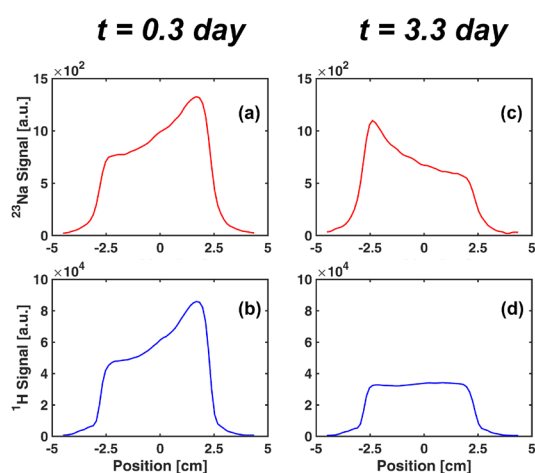 t = 0.3 day
t = 3.3 day
×10²
(a)
²³Na Signal [a.u.]
15
10
5
0
-5 -2.5 0 2.5 5
×10²
(c)
15
10
5
0
-5 -2.5 0 2.5 5
×10⁴
(b)
¹H Signal [a.u.]
10
8
6
4
2
0
-5 -2.5 0 2.5 5
Position [cm]
×10⁴
(d)
10
8
6
4
2
0
-5 -2.5 0 2.5 5
Position [cm]